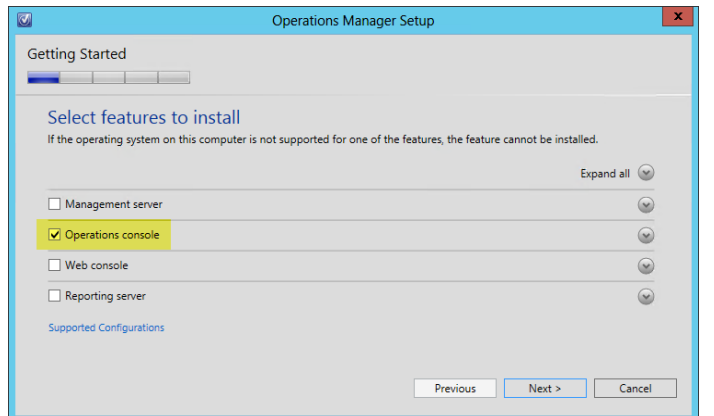 Operations Manager Setup
x
Getting Started
Select features to install
If the operating system on this computer is not supported for one of the features, the feature cannot be installed.
Expand all
Management server
Operations console
Web console
Reporting server
Supported Configurations
Previous Next > Cancel